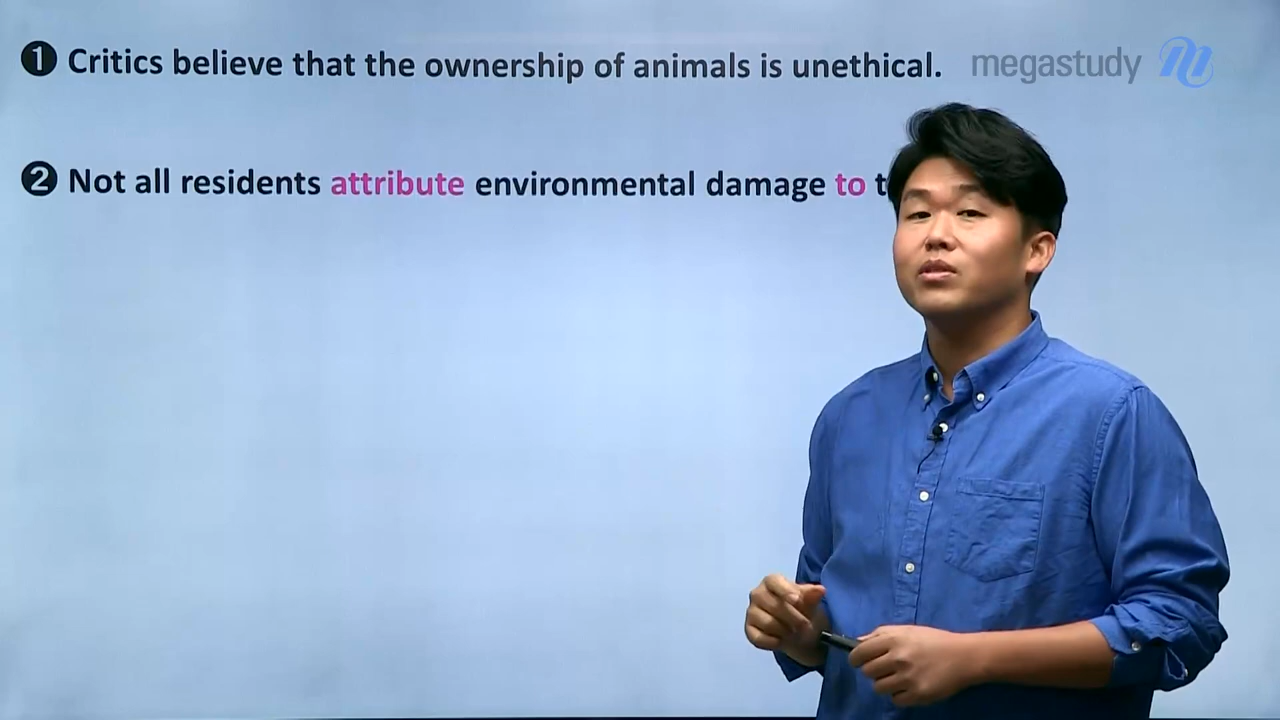 ❶ Critics believe that the ownership of animals is unethical.
megastudy
❷ Not all residents attribute environmental damage to